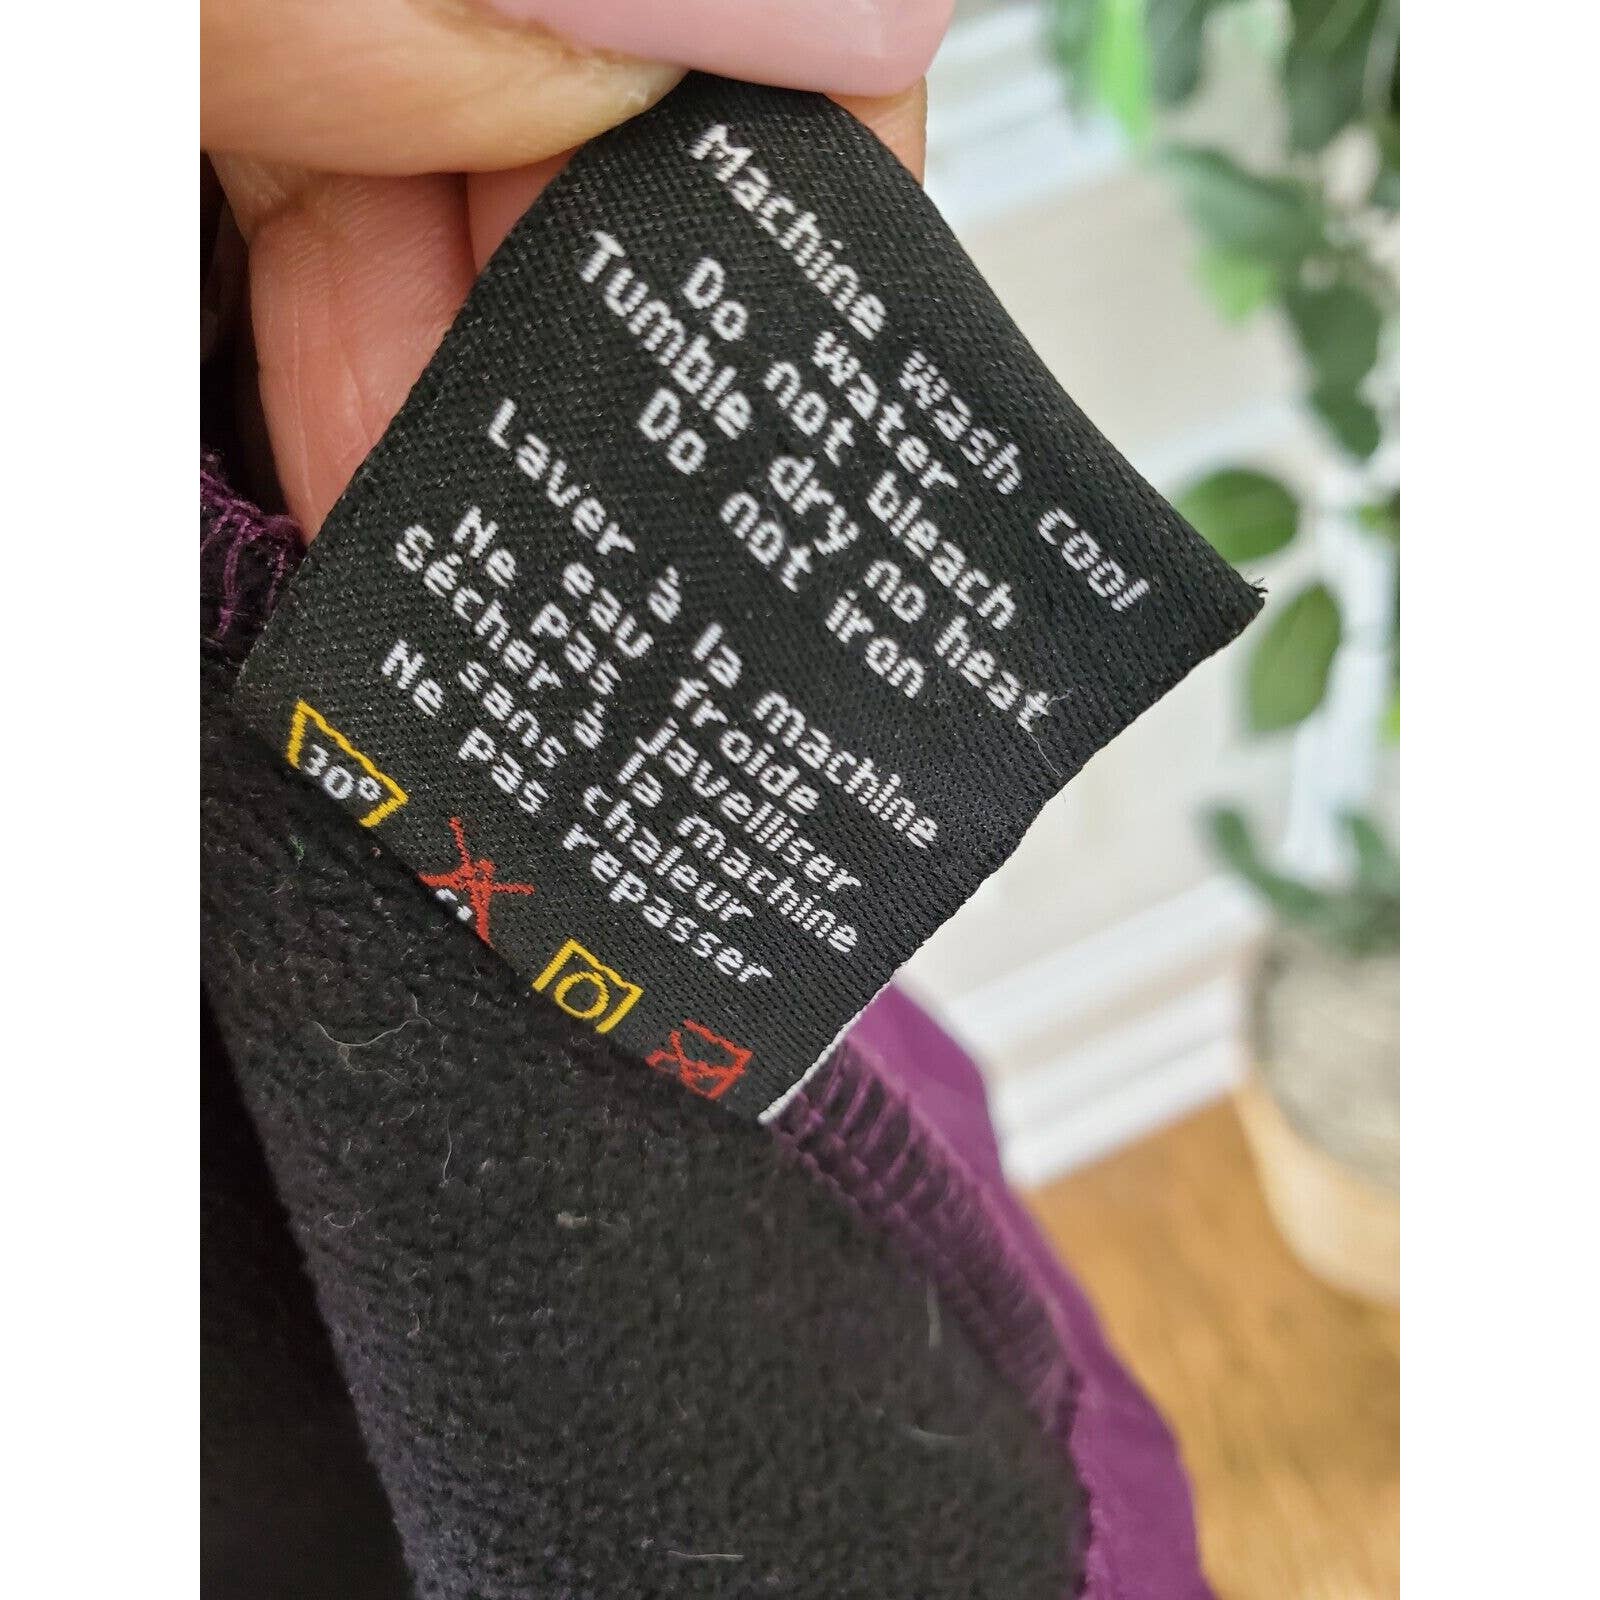 Machine wash cool
water
Do not bleach
Tumble dry no heat
Do not iron
Laver à la machine
eau froide
Ne Pas javelliser
Sécher à la machine
sans chaleur
Ne pas repasser
30°